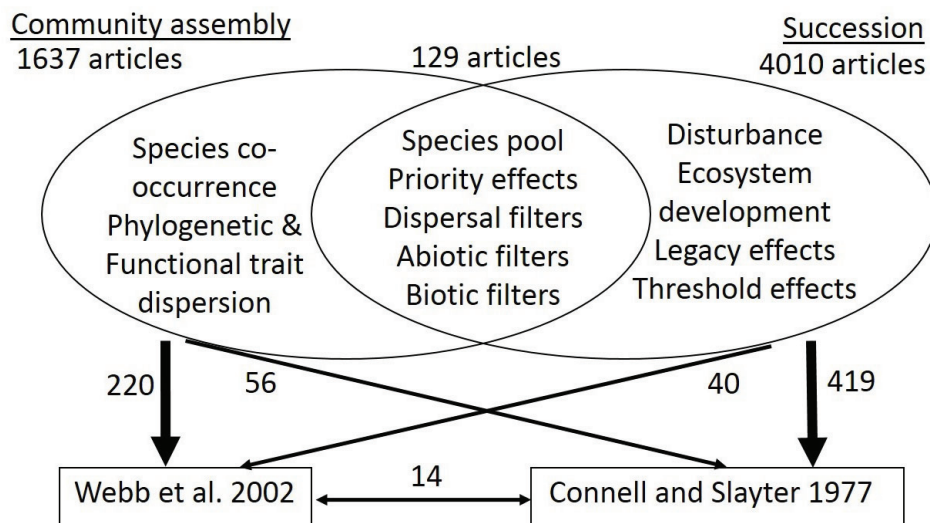 Community assembly
1637 articles
129 articles
Succession
4010 articles
Species co-
occurrence
Phylogenetic &
Functional trait
dispersion
Species pool
Priority effects
Dispersal filters
Abiotic filters
Biotic filters
Disturbance
Ecosystem
development
Legacy effects
Threshold effects
220
56
40
419
Webb et al. 2002
14
Connell and Slayter 1977